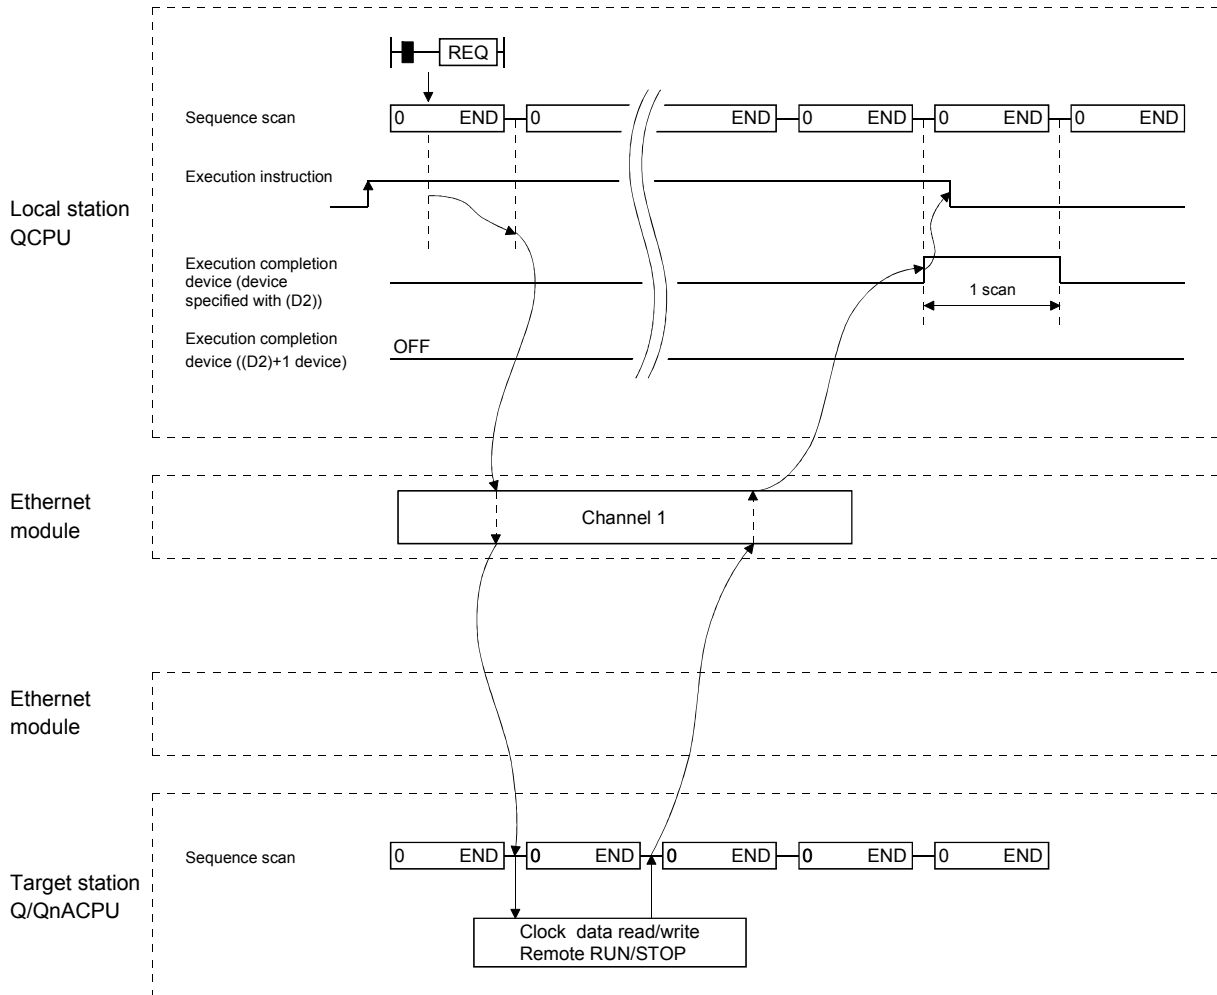 REQ
Sequence scan
0 END 0 END 0 END 0 END 0 END
Execution instruction
Local station
QCPU
Execution completion
device (device
specified with (D2))
1 scan
Execution completion
device ((D2)+1 device)
OFF
Ethernet
module
Channel 1
Ethernet
module
Sequence scan
0 END 0 END 0 END 0 END 0 END
Target station
Q/QnACPU
Clock data read/write
Remote RUN/STOP